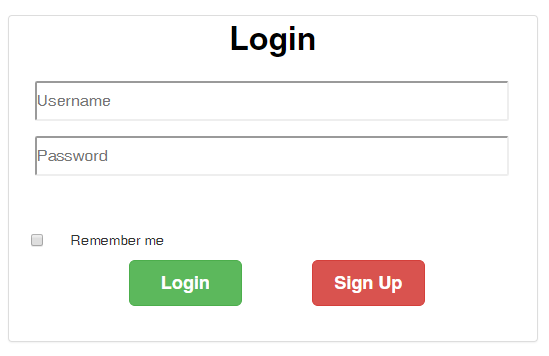 Login
Username
Password
Remember me
Login Sign Up